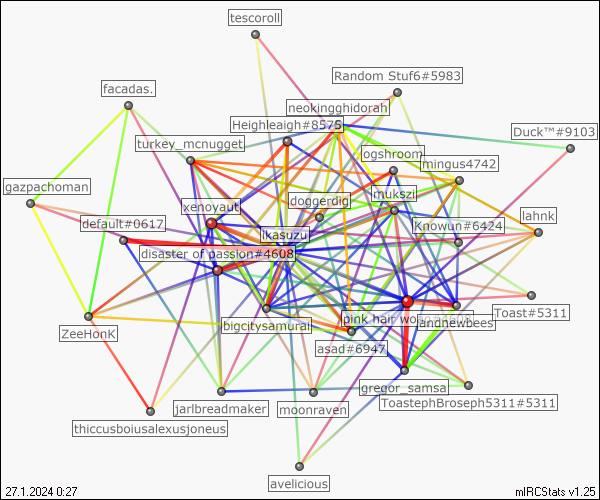 tescoroll
Random Stuf6#5983
facadas.
neokingghidorah
Heighleaigh#8575
Duck™#9103
turkey_mcnugget
ogshroom
mingus4742
gazpachoman
doggerdig
mukszi
xenoyaut
lahnk
default#0617
Knowun#6424
ikasuzu
disaster of passion#4608
Toast#5311
pink hair
bigcitysamurai
landnewbees
ZeeHonK
asad#6947
gregor_samsa
ToastephBroseph5311#5311
jarlbreadmaker
moonraven
thiccusboiusalexusjoneus
avelicious
27.1.2024 0:27
mIRCStats v1.25